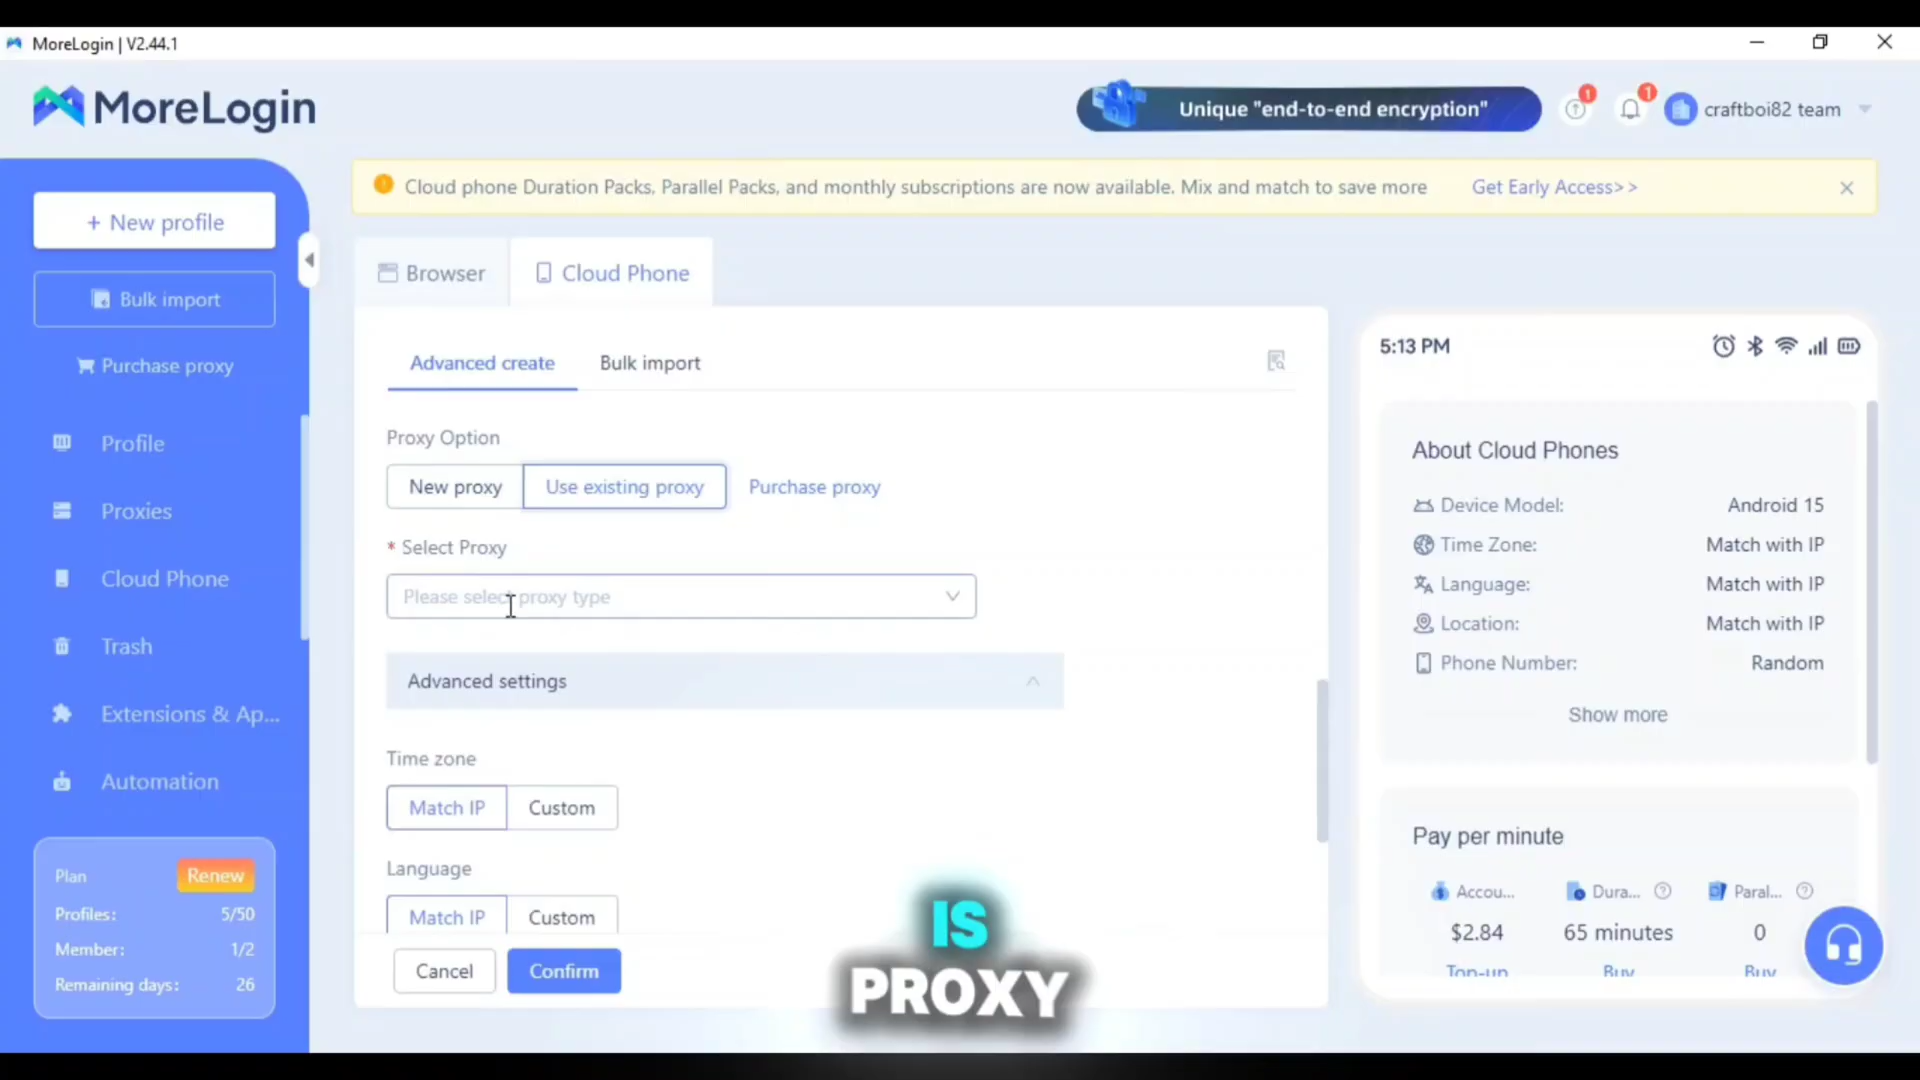 MoreLogin | V2.44.1
MoreLogin
Unique "end-to-end encryption"
1
1
craftboi82 team
Cloud phone Duration Packs, Parallel Packs, and monthly subscriptions are now available. Mix and match to save more
Get Early Access>>
+ New profile
Bulk import
Purchase proxy
Profile
Proxies
Cloud Phone
Trash
Extensions & Ap...
Automation
Plan
Renew
Profiles: 5/50
Member: 1/2
Remaining days: 26
Browser
Cloud Phone
Advanced create
Bulk import
Proxy Option
New proxy
Use existing proxy
Purchase proxy
* Select Proxy
Please select proxy type
Advanced settings
Time zone
Match IP
Custom
Language
Match IP
Custom
Cancel
Confirm
IS
PROXY
5:13 PM
About Cloud Phones
Device Model: Android 15
Time Zone: Match with IP
Language: Match with IP
Location: Match with IP
Phone Number: Random
Show more
Pay per minute
Accou...
Dura...
Paral...
$2.84
65 minutes
0
Top-up
Buy
Buy